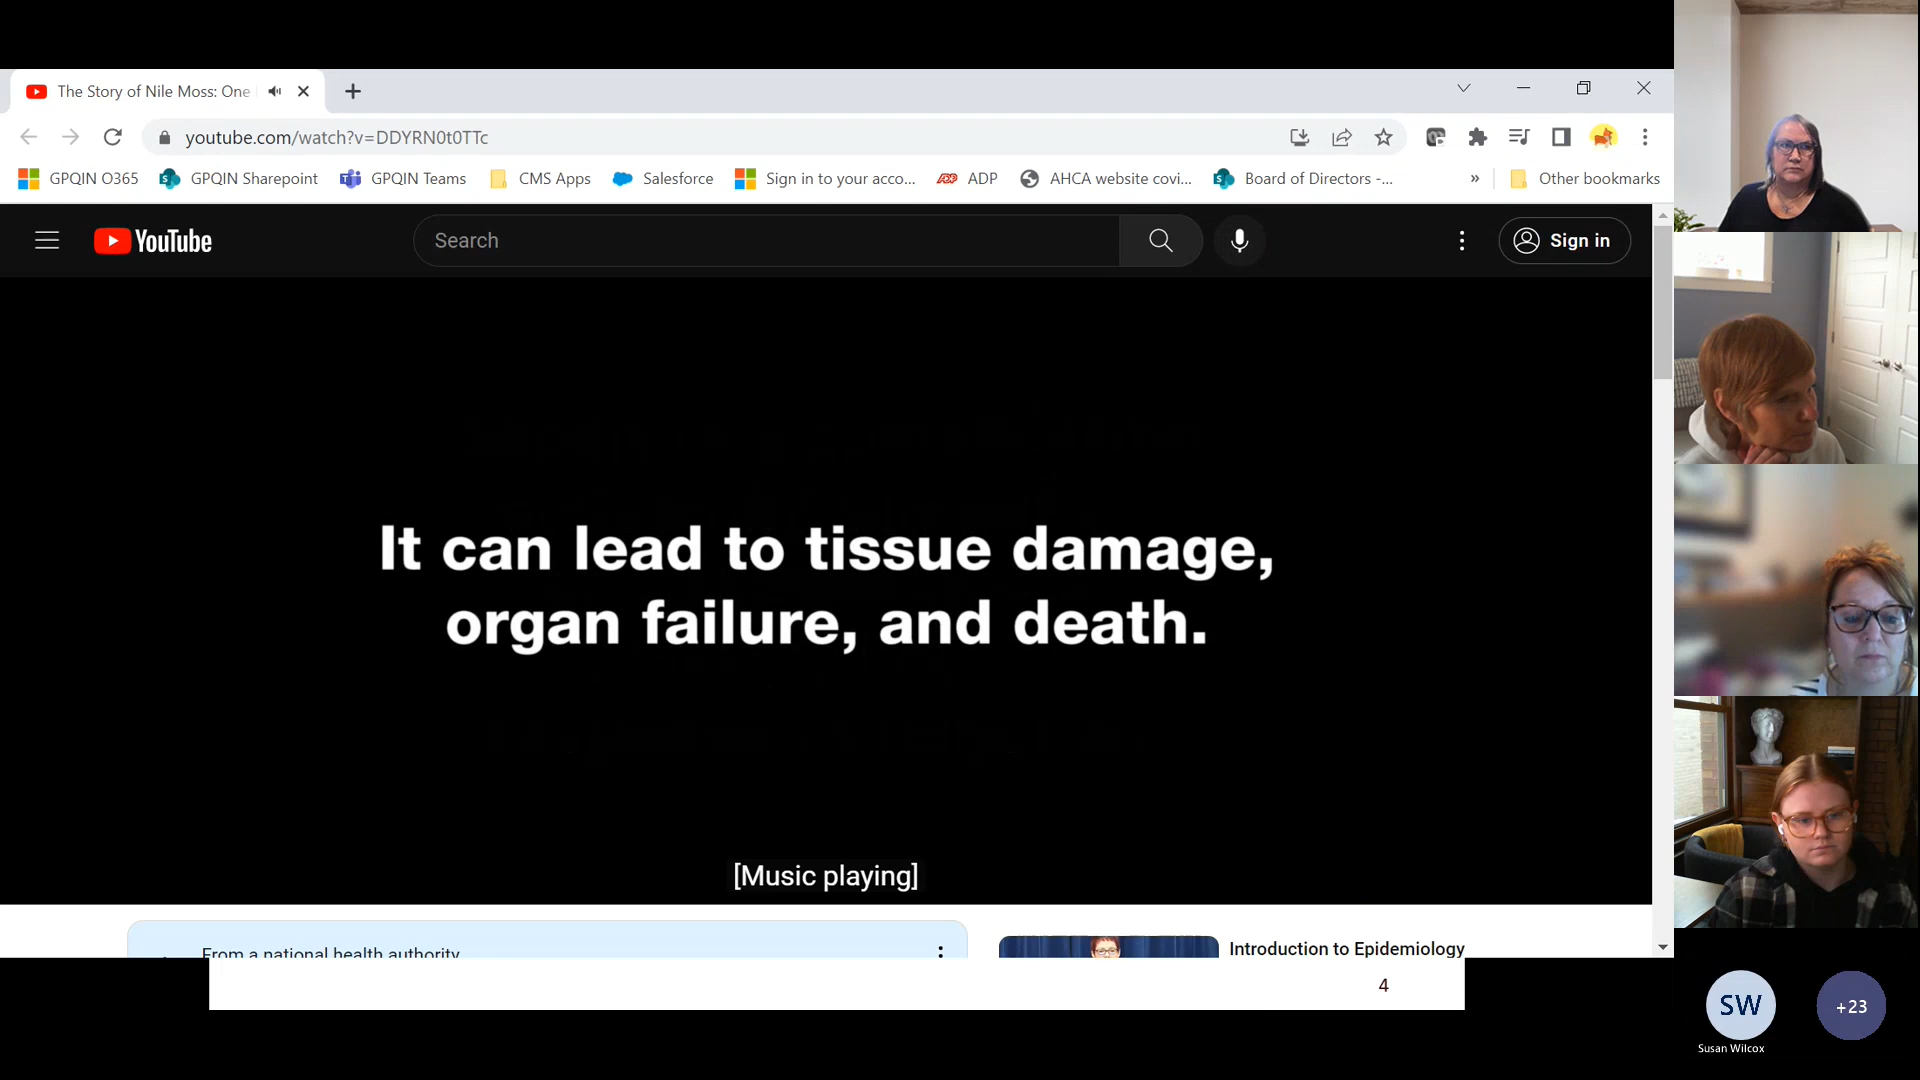 The Story of Nile Moss: One
youtube.com/watch?v=DDYRN0t0TTc
GPQIN O365 GPQIN Sharepoint GPQIN Teams CMS Apps Salesforce Sign in to your acco... ADP AHCA website covi... Board of Directors -... » Other bookmarks
YouTube
Search
Sign in
It can lead to tissue damage,
organ failure, and death.
[Music playing]
From a national health authority
Introduction to Epidemiology
4
SW
+23
Susan Wilcox